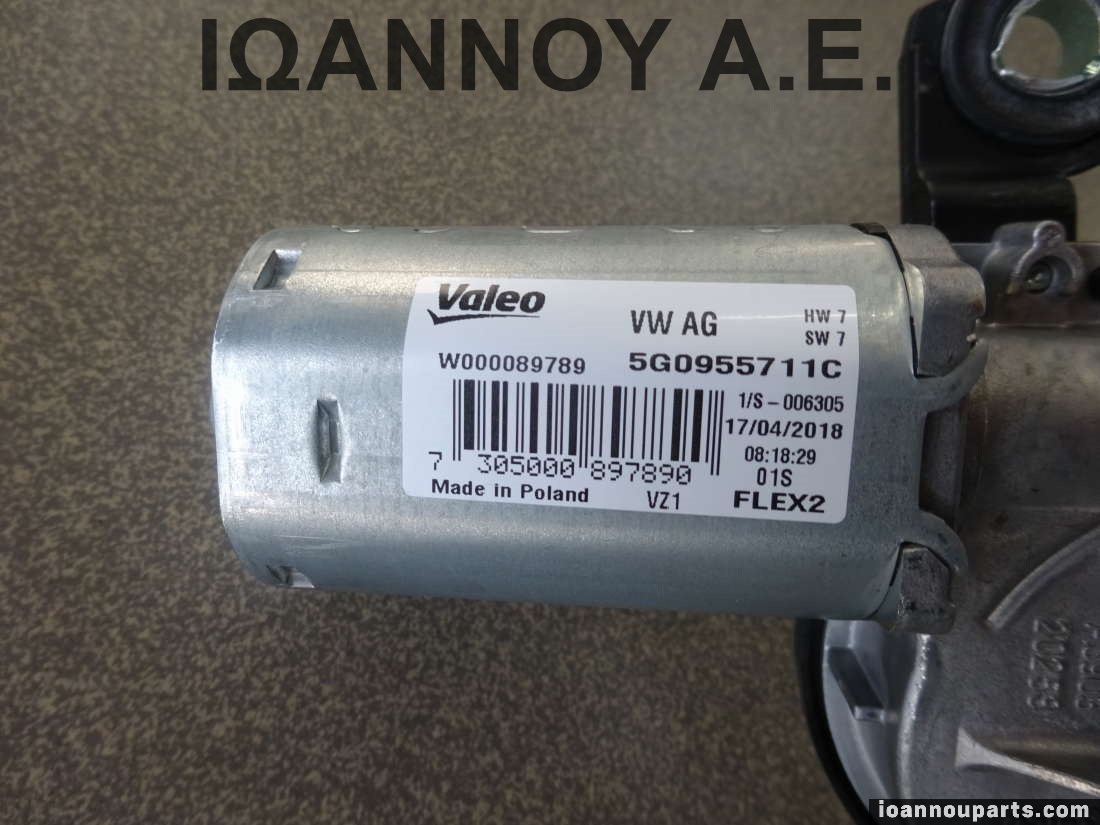 ΙΩΑΝΝΟΥ Α.Ε.
Valeo
VW AG
HW 7
SW 7
W000089789
5G0955711C
1/S-006305
17/04/2018
08:18:29
7 305000 897890
01S
Made in Poland
VZ1
FLEX2
20253
ioannouparts.com